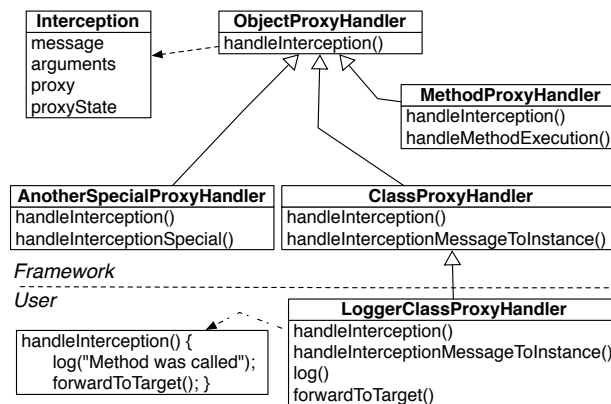 Interception
message
arguments
proxy
proxyState
ObjectProxyHandler
handleInterception()
MethodProxyHandler
handleInterception()
handleMethodExecution()
AnotherSpecialProxyHandler
handleInterception()
handleInterceptionSpecial()
ClassProxyHandler
handleInterception()
handleInterceptionMessageToInstance()
Framework
User
handleInterception() {
log("Method was called");
forwardToTarget(); }
LoggerClassProxyHandler
handleInterception()
handleInterceptionMessageToInstance()
log()
forwardToTarget()